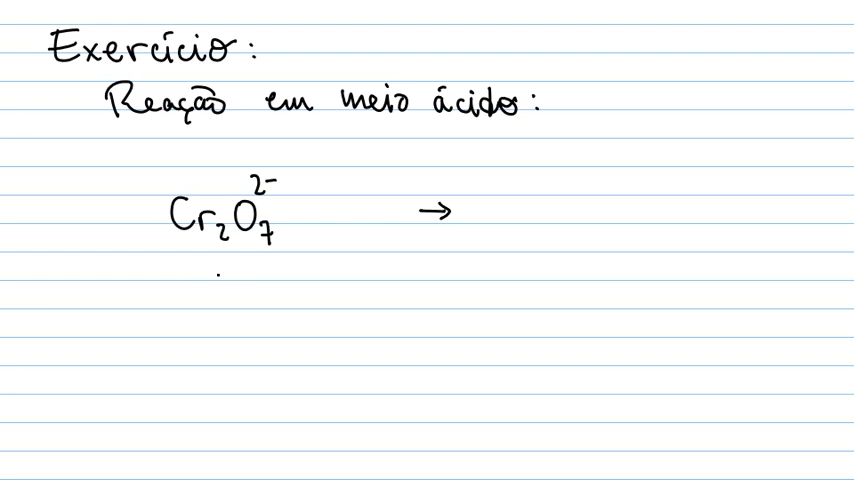 Exercício:
Reação em meio ácido:
Cr₂O₇²⁻ →